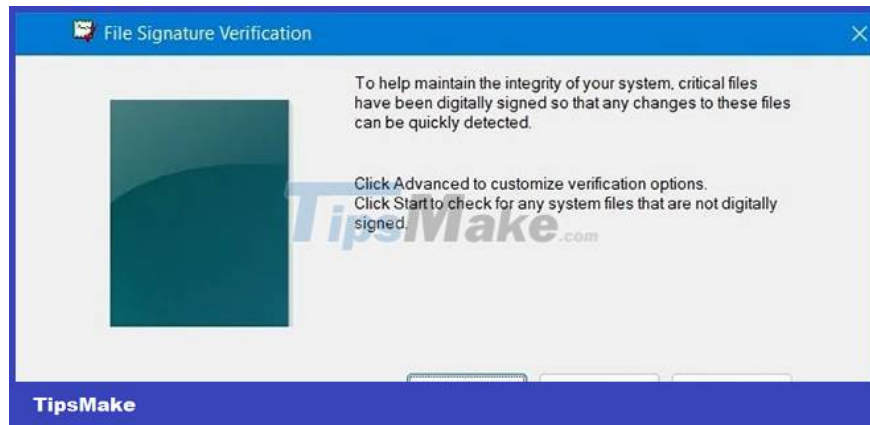 File Signature Verification
To help maintain the integrity of your system, critical files
have been digitally signed so that any changes to these files
can be quickly detected.
Click Advanced to customize verification options.
Click Start to check for any system files that are not digitally
signed.
TipsMake.com
TipsMake